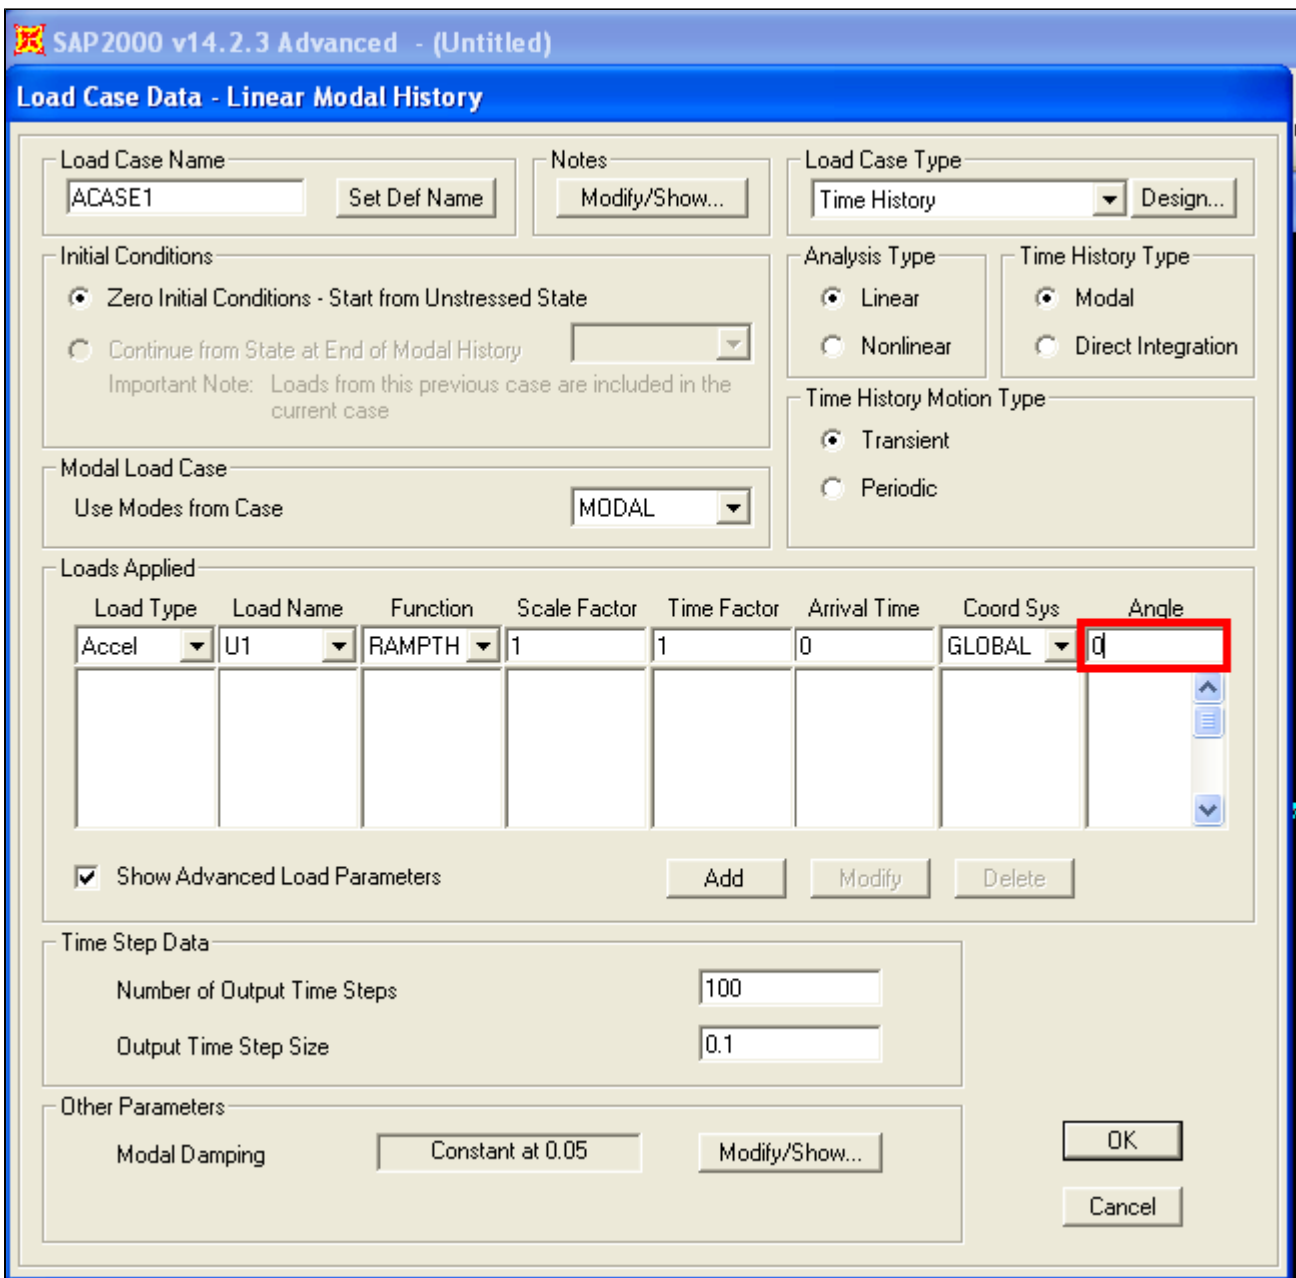 SAP2000 v14.2.3 Advanced - (Untitled)
Load Case Data - Linear Modal History
Load Case Name
ACASE1
Set Def Name
Notes
Modify/Show...
Load Case Type
Time History
Design...
Initial Conditions
Zero Initial Conditions - Start from Unstressed State
Continue from State at End of Modal History
Important Note: Loads from this previous case are included in the
current case
Analysis Type
Linear
Nonlinear
Time History Type
Modal
Direct Integration
Time History Motion Type
Transient
Periodic
Modal Load Case
Use Modes from Case
MODAL
Loads Applied
Load Type Load Name Function Scale Factor Time Factor Arrival Time Coord Sys Angle
Accel U1 RAMPTH 1 1 0 GLOBAL 0
Show Advanced Load Parameters
Add
Modify
Delete
Time Step Data
Number of Output Time Steps 100
Output Time Step Size 0.1
Other Parameters
Modal Damping Constant at 0.05 Modify/Show...
OK
Cancel